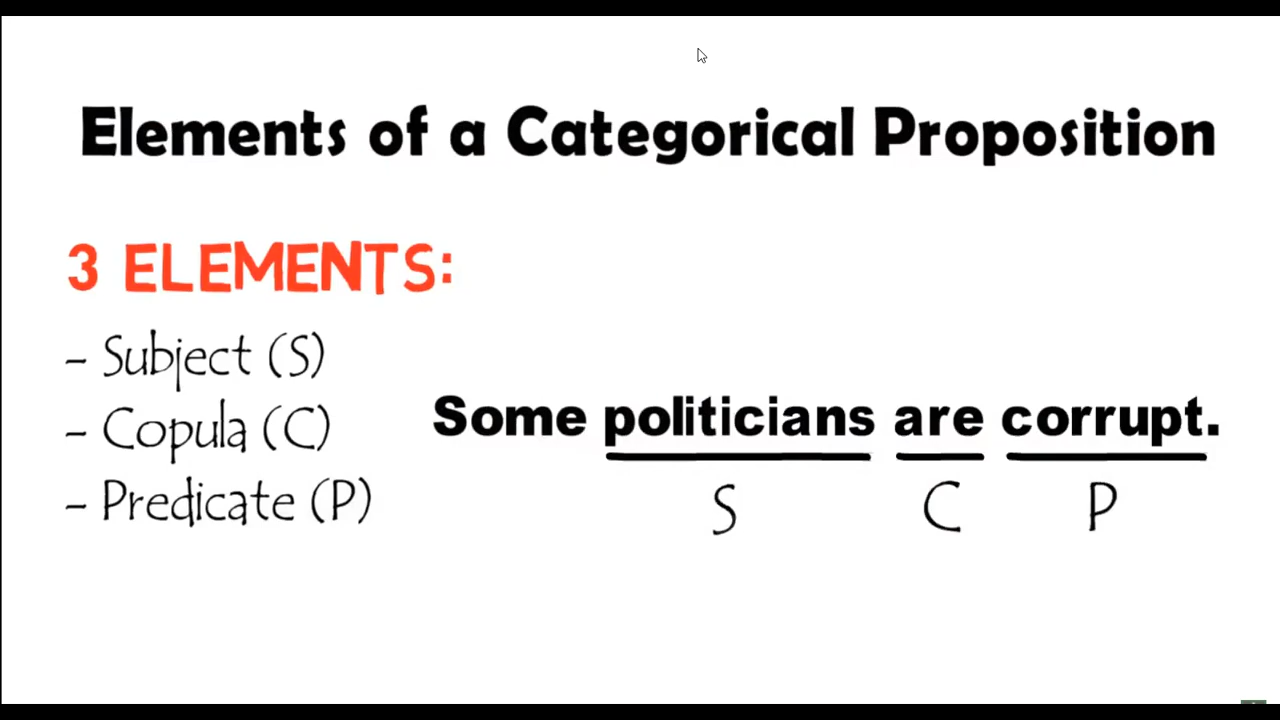 Elements of a Categorical Proposition
3 ELEMENTS:
- Subject (S)
- Copula (C)
- Predicate (P)
Some politicians are corrupt.
S C P